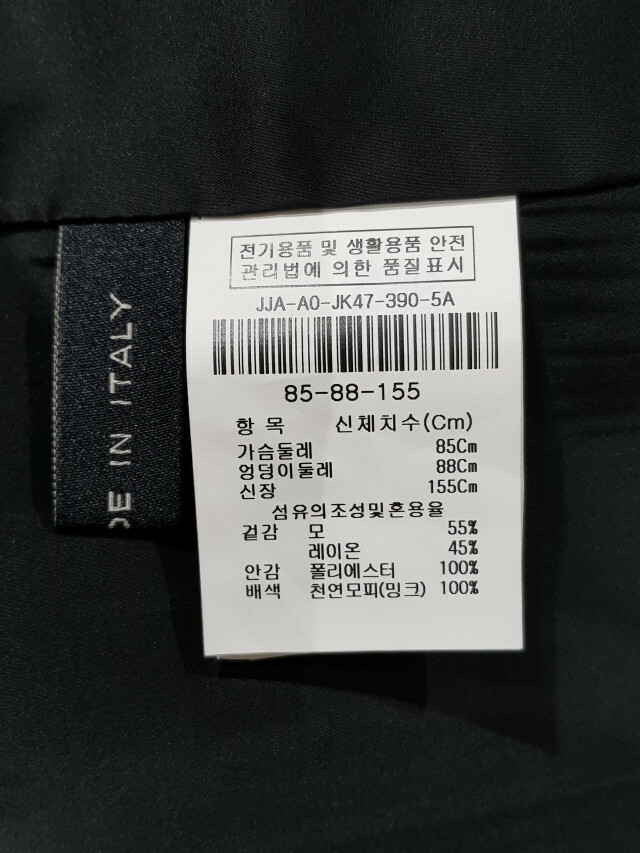 전기용품 및 생활용품 안전
관리법에 의한 품질표시
JJA-A0-JK47-390-5A
85-88-155
항 목 신체치수(Cm)
가슴둘레 85Cm
엉덩이둘레 88Cm
신장 155Cm
섬유의조성및혼용율
겉감 모 55%
레이온 45%
안감 폴리에스터 100%
배색 천연모피(밍크) 100%
DE IN ITALY